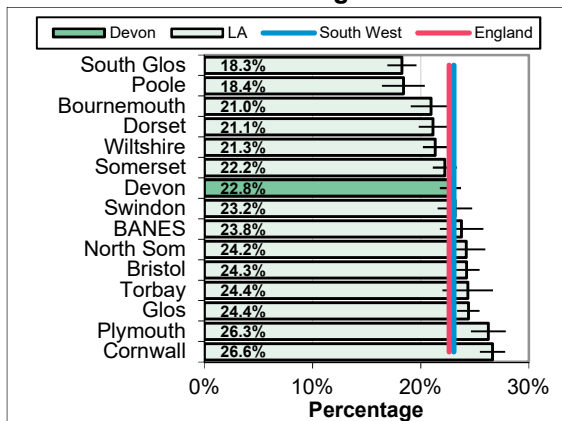 Devon LA South West England
South Glos 18.3%
Poole 18.4%
Bournemouth 21.0%
Dorset 21.1%
Wiltshire 21.3%
Somerset 22.2%
Devon 22.8%
Swindon 23.2%
BANES 23.8%
North Som 24.2%
Bristol 24.3%
Torbay 24.4%
Glos 24.4%
Plymouth 26.3%
Cornwall 26.6%
0% 10% 20% 30%
Percentage